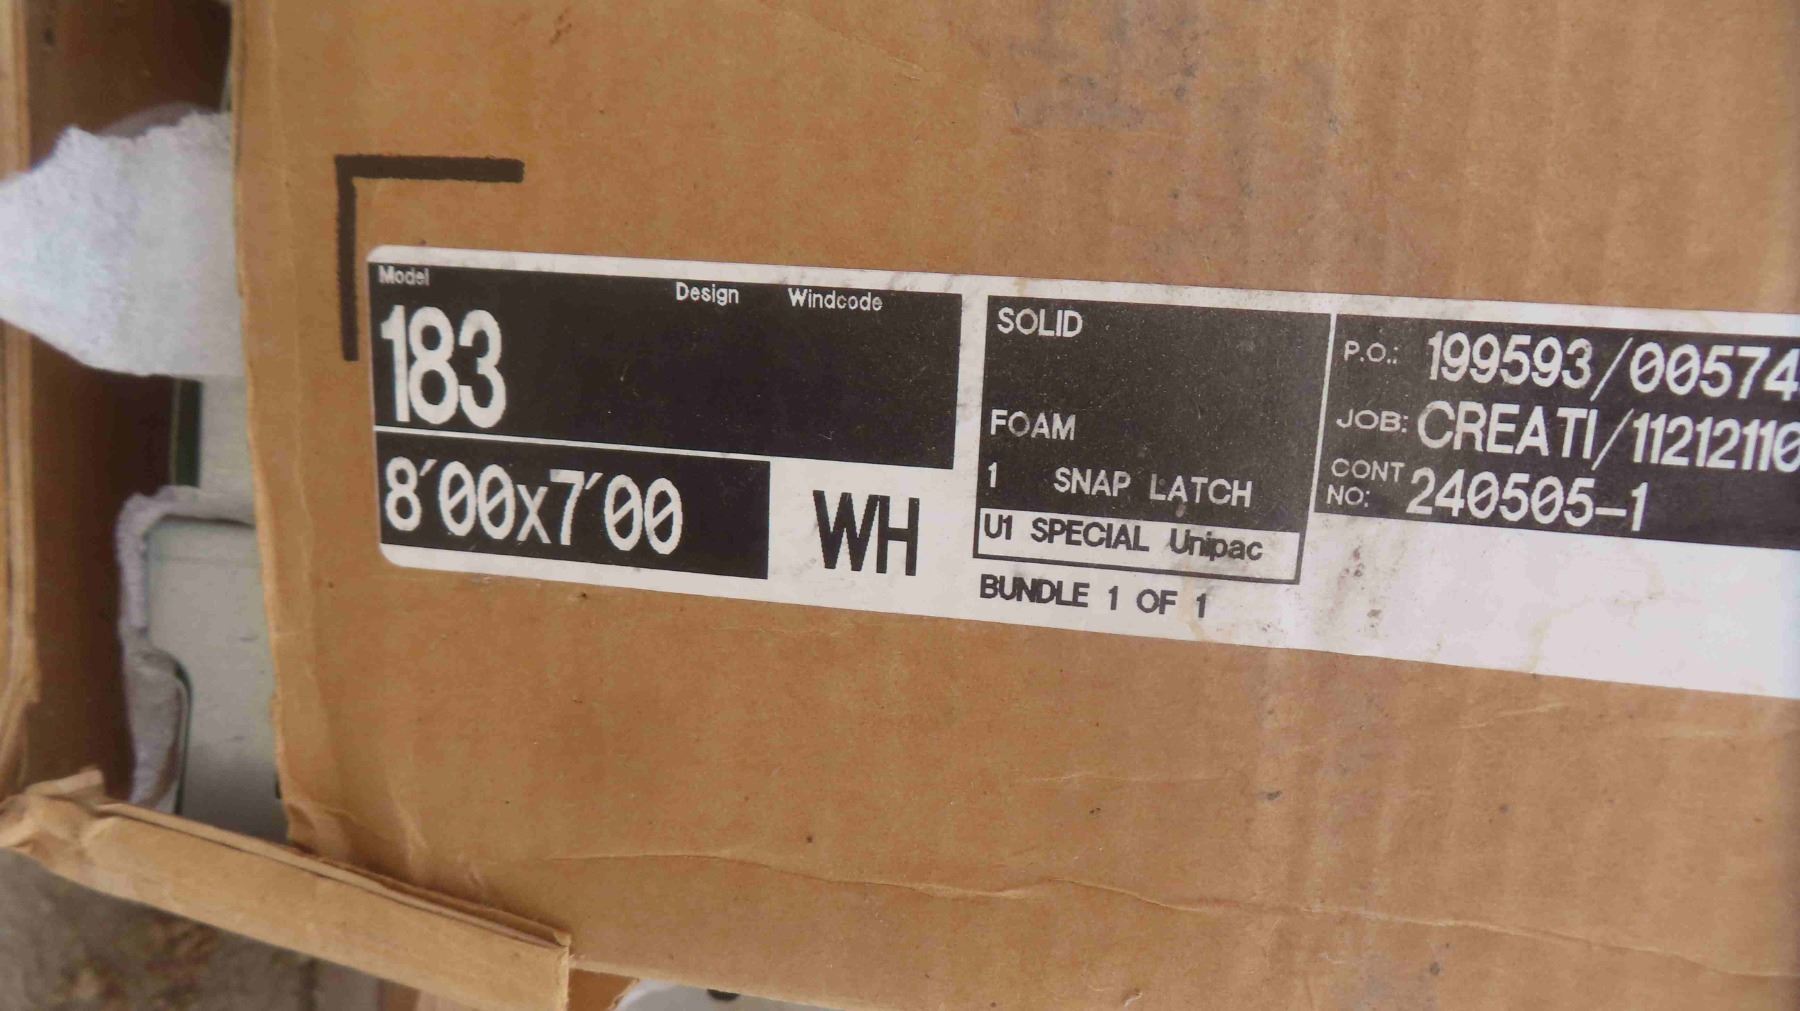 Model Design Windcode
183
8'00x7'00 WH
SOLID
FOAM
1 SNAP LATCH
U1 SPECIAL Unipac
BUNDLE 1 OF 1
P.O.: 199593/00574
JOB: CREATI/11212110
CONT NO: 240505-1